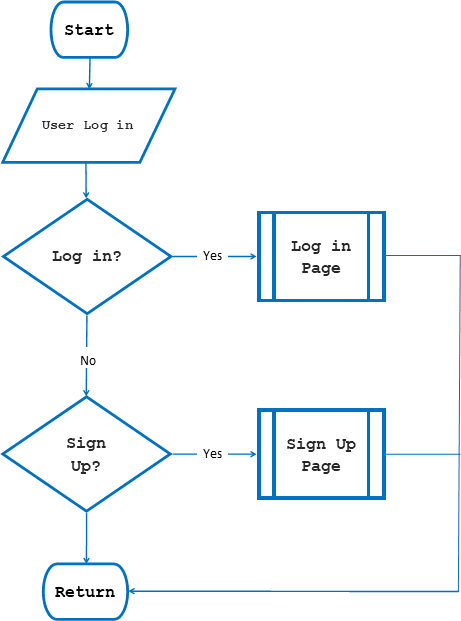 Start
User Log in
Log in?
Yes
Log in
Page
No
Sign
Up?
Yes
Sign Up
Page
Return